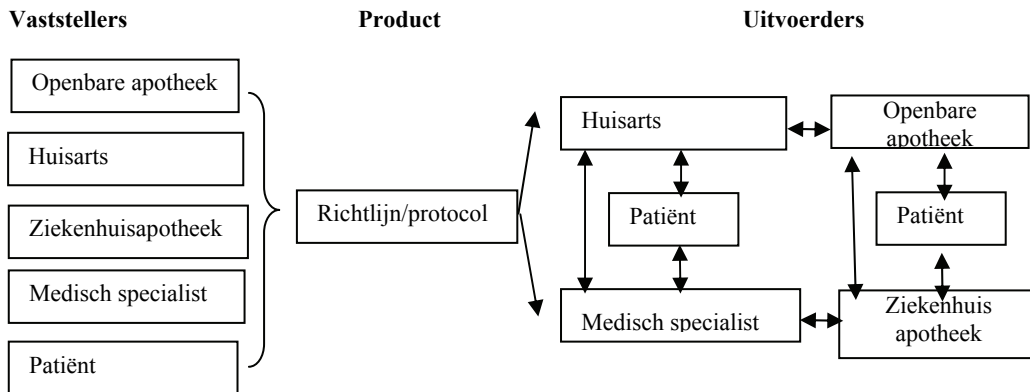 Vaststellers
Product
Uitvoerders
Openbare apotheek
Huisarts
Ziekenhuisapotheek
Medisch specialist
Patiënt
Richtlijn/protocol
Huisarts
Patiënt
Medisch specialist
Openbare
apotheek
Patiënt
Ziekenhuis
apotheek